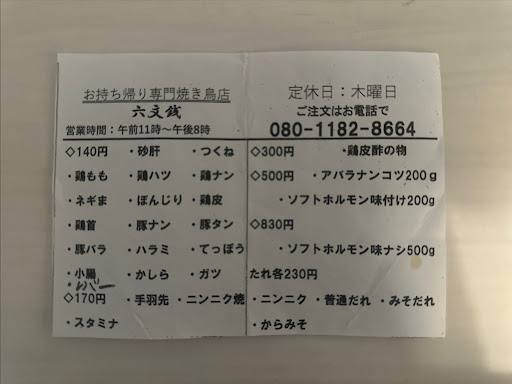 お持ち帰り専門焼き鳥店
六文銭
営業時間：午前11時～午後8時
◇140円 ・砂肝 ・つくね
・鶏もも ・鶏ハツ ・鶏ナン
・ネギま ・ぼんじり ・鶏皮
・鶏首 ・豚ナン ・豚タン
・豚バラ ・ハラミ ・てっぽう
・小腸 ・かしら ・ガツ
・レバー
◇170円 ・手羽先 ・ニンニク焼
・スタミナ
定休日：木曜日
ご注文はお電話で
080-1182-8664
◇300円 ・鶏皮酢の物
◇500円 ・アバラナンコツ200g
・ソフトホルモン味付け200g
◇830円
・ソフトホルモン味ナシ500g
たれ各230円
・ニンニク ・普通だれ ・みそだれ
・からみそ